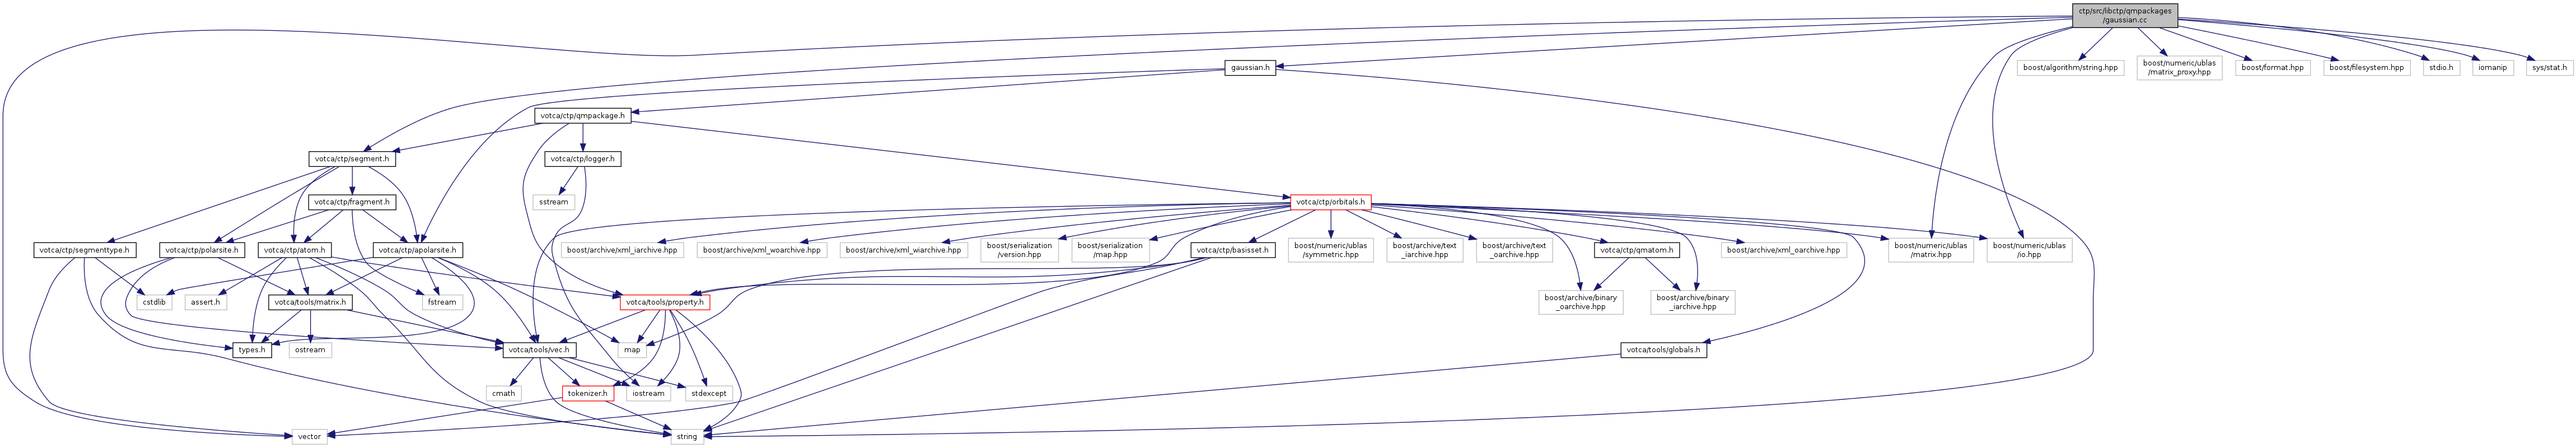 ctp/src/libctp/qmpackages
/gaussian.cc
gaussian.h
boost/algorithm/string.hpp
boost/numeric/ublas
/matrix_proxy.hpp
boost/format.hpp
boost/filesystem.hpp
stdio.h
iomanip
sys/stat.h
votca/ctp/qmpackage.h
votca/ctp/segment.h
votca/ctp/logger.h
votca/ctp/fragment.h
sstream
votca/ctp/orbitals.h
votca/ctp/segmenttype.h
votca/ctp/polarsite.h
votca/ctp/atom.h
votca/ctp/apolarsite.h
boost/archive/xml_iarchive.hpp
boost/archive/xml_woarchive.hpp
boost/archive/xml_wiarchive.hpp
boost/serialization
/version.hpp
boost/serialization
/map.hpp
votca/ctp/basisset.h
boost/numeric/ublas
/symmetric.hpp
boost/archive/text
_iarchive.hpp
boost/archive/text
_oarchive.hpp
votca/ctp/qmatom.h
boost/archive/xml_oarchive.hpp
boost/numeric/ublas
/matrix.hpp
boost/numeric/ublas
/io.hpp
cstdlib
assert.h
votca/tools/matrix.h
fstream
votca/tools/property.h
boost/archive/binary
_oarchive.hpp
boost/archive/binary
_iarchive.hpp
types.h
ostream
votca/tools/vec.h
map
votca/tools/globals.h
cmath
tokenizer.h
iostream
stdexcept
vector
string